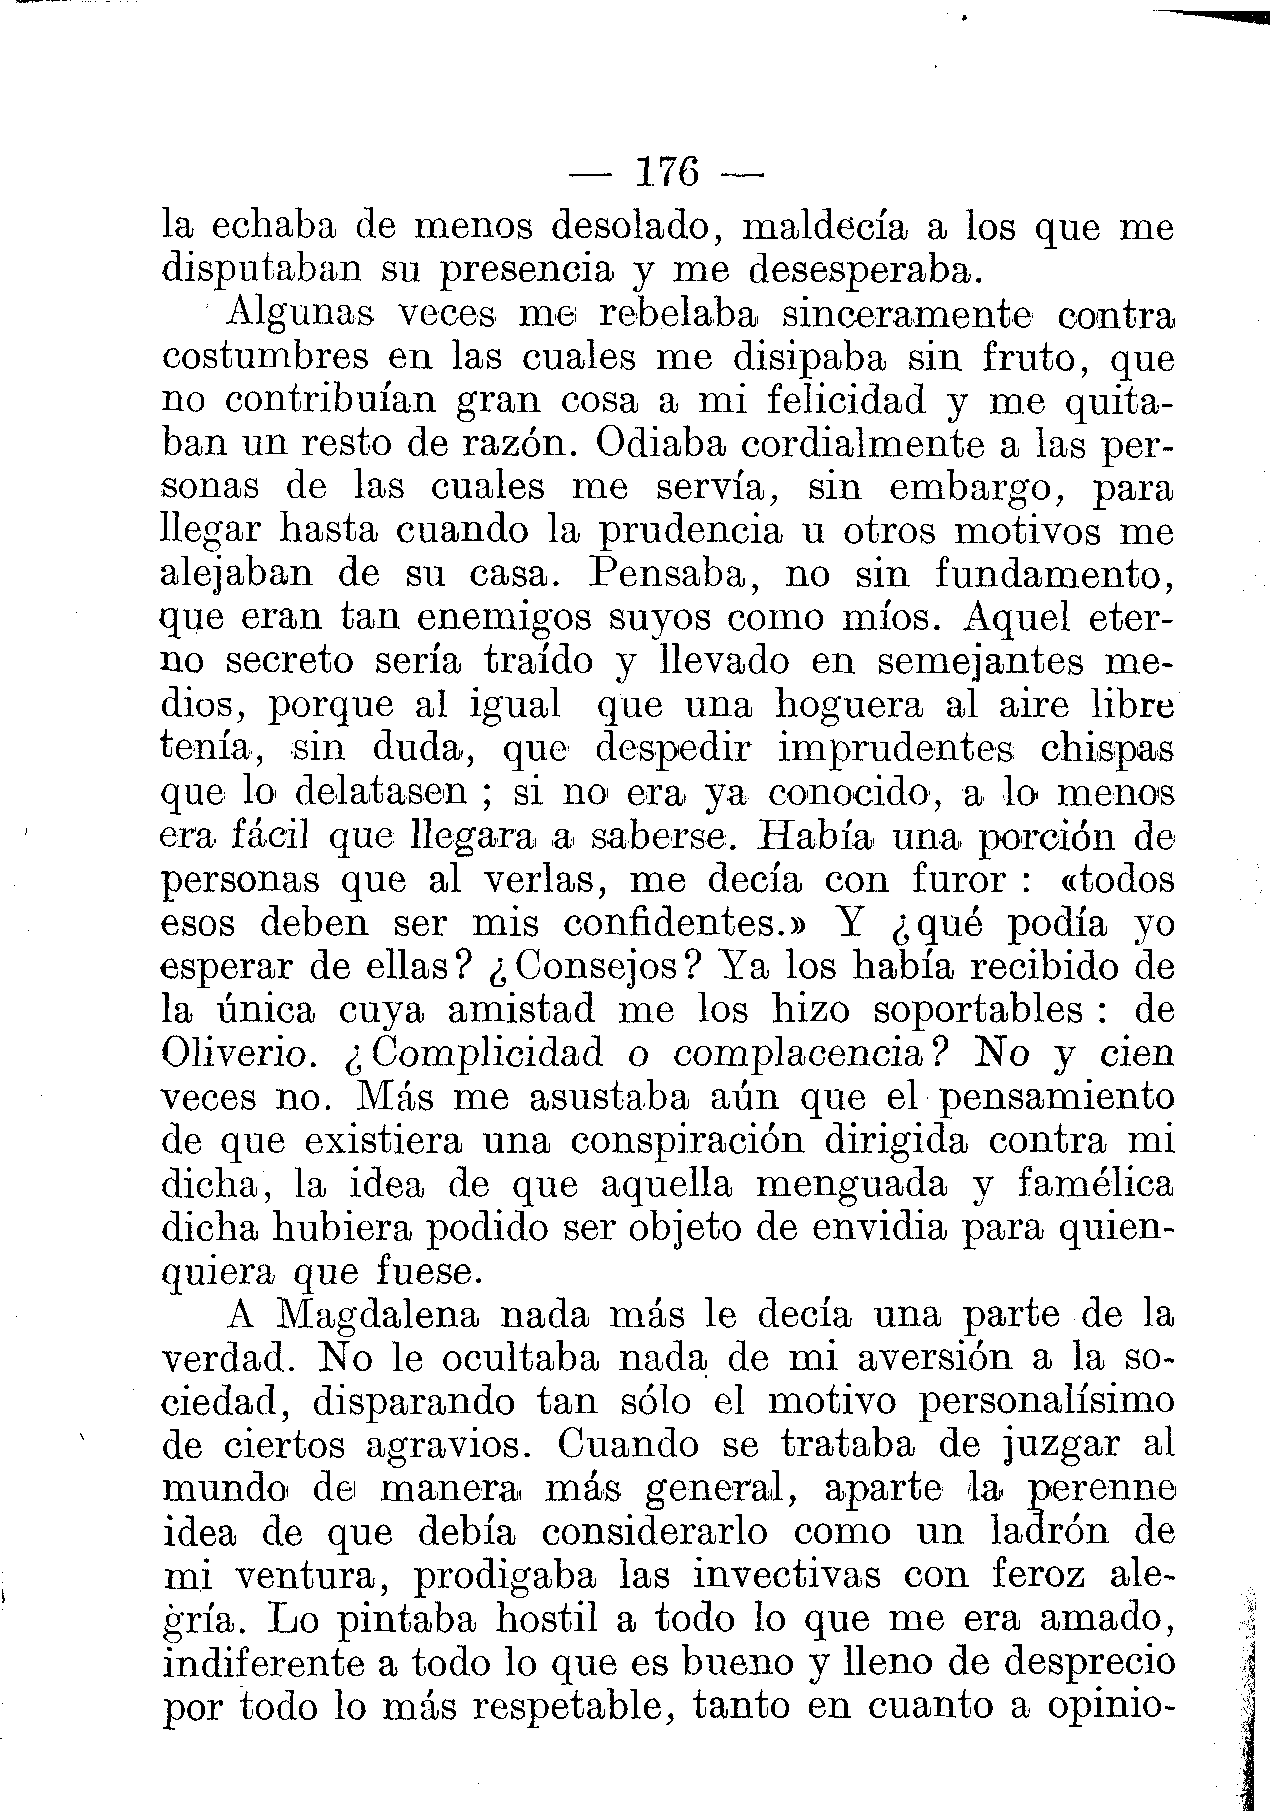 — 176 —
la echaba de menos desolado, maldecía a los que me
disputaban su presencia y me desesperaba.
Algunas veces me rebelaba sinceramente contra
costumbres en las cuales me disipaba sin fruto, que
no contribuían gran cosa a mi felicidad y me quita-
ban un resto de razón. Odiaba cordialmente a las per-
sonas de las cuales me servía, sin embargo, para
llegar hasta cuando la prudencia u otros motivos me
alejaban de su casa. Pensaba, no sin fundamento,
que eran tan enemigos suyos como míos. Aquel eter-
no secreto sería traído y llevado en semejantes me-
dios, porque al igual que una hoguera al aire libre
tenía, sin duda, que despedir imprudentes chispas
que lo delatasen ; si no era ya conocido, a lo menos
era fácil que llegara a saberse. Había una porción de
personas que al verlas, me decía con furor : «todos
esos deben ser mis confidentes.» Y ¿qué podía yo
esperar de ellas? ¿Consejos? Ya los había recibido de
la única cuya amistad me los hizo soportables : de
Oliverio. ¿Complicidad o complacencia? No y cien
veces no. Más me asustaba aún que el pensamiento
de que existiera una conspiración dirigida contra mi
dicha, la idea de que aquella menguada y famélica
dicha hubiera podido ser objeto de envidia para quien-
quiera que fuese.
A Magdalena nada más le decía una parte de la
verdad. No le ocultaba nada de mi aversión a la so-
ciedad, disparando tan sólo el motivo personalísimo
de ciertos agravios. Cuando se trataba de juzgar al
mundo de manera más general, aparte la perenne
idea de que debía considerarlo como un ladrón de
mi ventura, prodigaba las invectivas con feroz ale-
gría. Lo pintaba hostil a todo lo que me era amado,
indiferente a todo lo que es bueno y lleno de desprecio
por todo lo más respetable, tanto en cuanto a opinio-